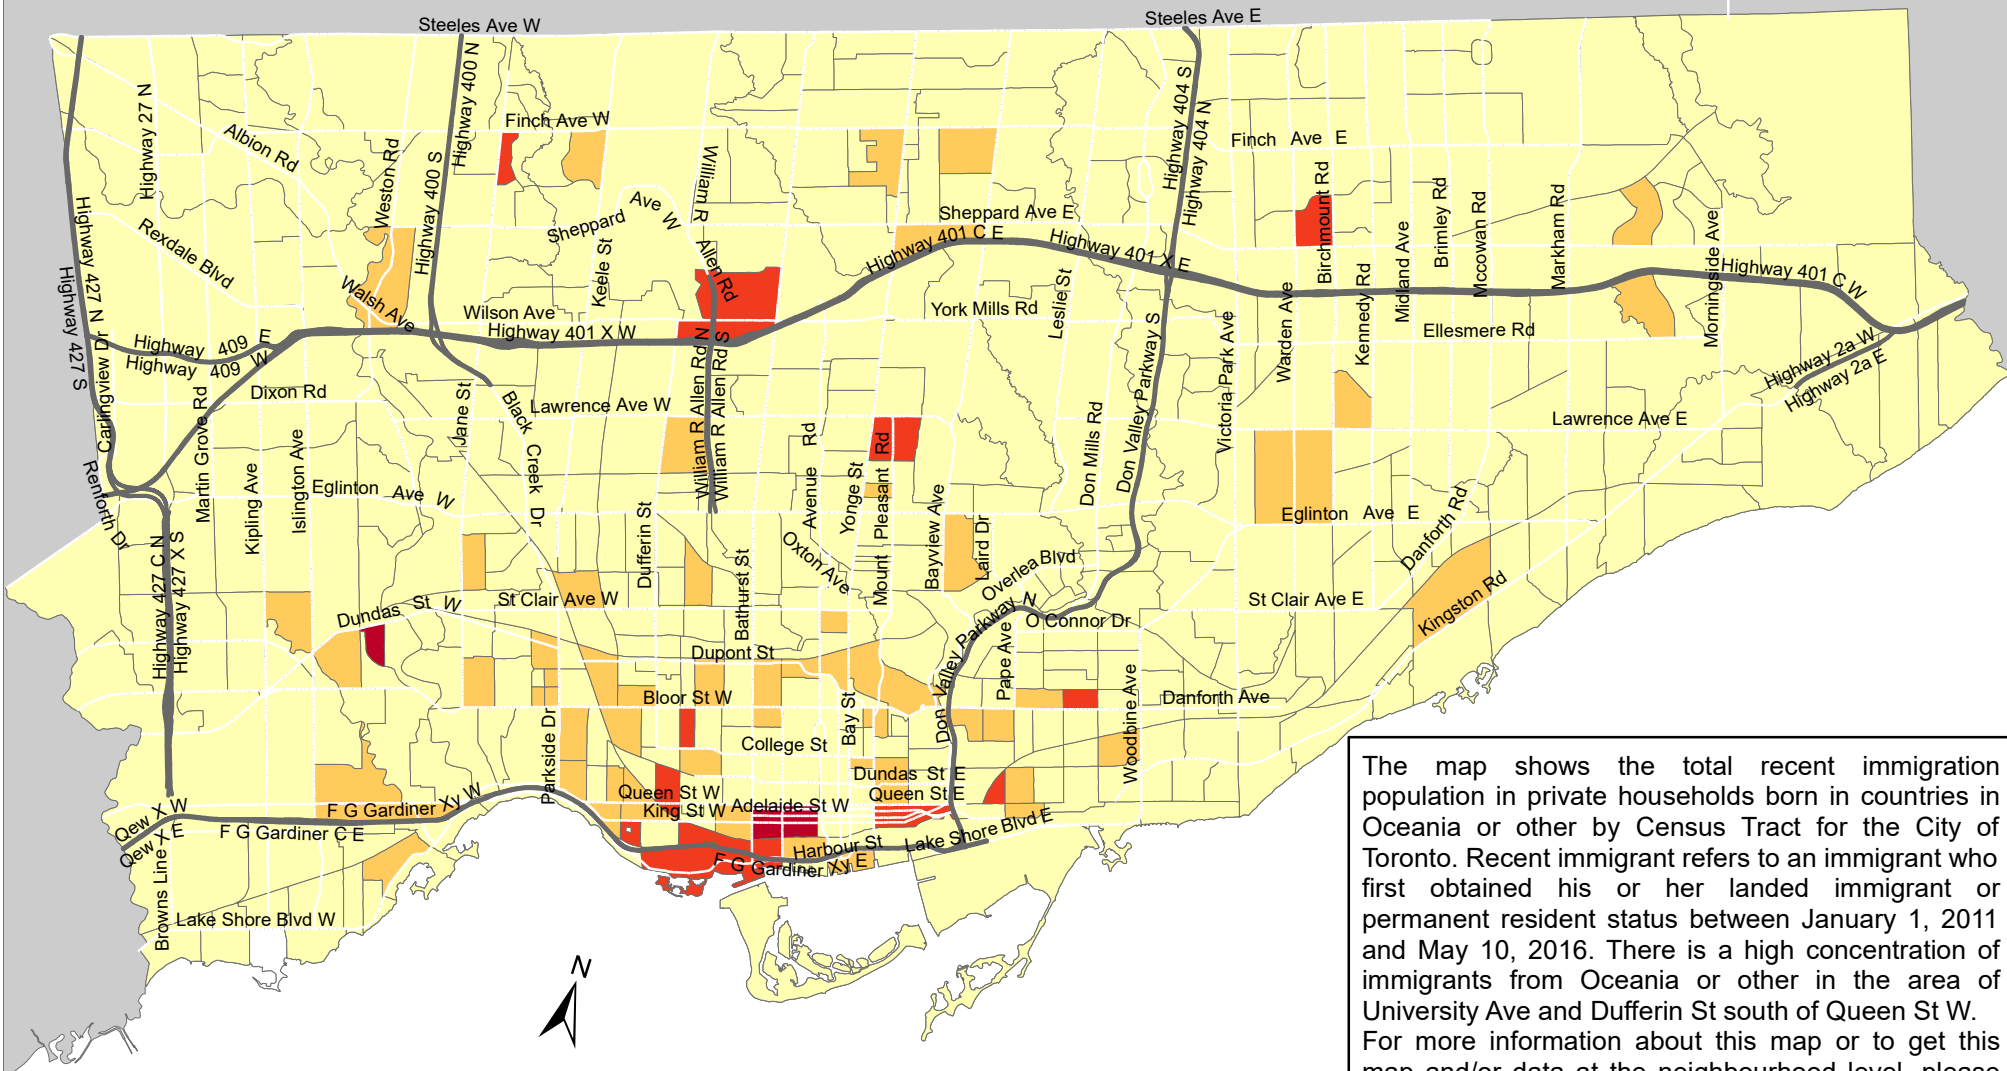 Steeles Ave W
Steeles Ave E
Highway 27 N
Albion Rd
Weston Rd
Highway 400 N
Highway 400 S
Finch Ave W
William R
Allen Rd
Highway 404 S
Highway 404 N
Finch Ave E
Birchmount Rd
Sheppard Ave W
Sheppard Ave E
Keele St
Highway 427 N
Highway 427 S
Rexdale Blvd
Walsh Ave
Wilson Ave
Highway 401 X W
Highway 401 C E
Highway 401 X E
York Mills Rd
Leslie St
Warden Ave
Kennedy Rd
Midland Ave
Brimley Rd
Mccowan Rd
Markham Rd
Morningside Ave
Highway 401 C W
Ellesmere Rd
Highway 2a W
Highway 2a E
Highway 409 E
Highway 409 W
Carlingview Dr
Dixon Rd
Martin Grove Rd
Jane St
Black Creek Dr
Lawrence Ave W
William R Allen Rd N
William R Allen Rd S
Avenue Rd
Mount Pleasant Rd
Yonge St
Don Mills Rd
Don Valley Parkway S
Victoria Park Ave
Lawrence Ave E
Renforth Dr
Kipling Ave
Islington Ave
Eglinton Ave W
Eglinton Ave E
Dufferin St
Bathurst St
Oxton Ave
Bayview Ave
Laird Dr
Overlea Blvd
Danforth Rd
Kingston Rd
Highway 427 C N
Highway 427 X S
Dundas St W
St Clair Ave W
St Clair Ave E
O Connor Dr
Don Valley Parkway N
Pape Ave
Dupont St
Bloor St W
Bay St
Danforth Ave
Woodbine Ave
Parkside Dr
College St
Dundas St E
Queen St W
Queen St E
King St W
Adelaide St W
Harbour St
Lake Shore Blvd E
Qew X W
Qew X E
F G Gardiner Xy W
F G Gardiner C E
F G Gardiner Xy E
Browns Line
Lake Shore Blvd W
N
The map shows the total recent immigration
population in private households born in countries in
Oceania or other by Census Tract for the City of
Toronto. Recent immigrant refers to an immigrant who
first obtained his or her landed immigrant or
permanent resident status between January 1, 2011
and May 10, 2016. There is a high concentration of
immigrants from Oceania or other in the area of
University Ave and Dufferin St south of Queen St W.
For more information about this map or to get this
map and/or data at the neighbourhood level, please